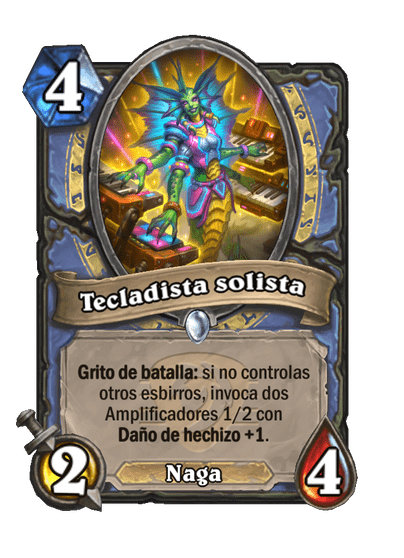 4
Tecladista solista
Grito de batalla: si no controlas
otros esbirros, invoca dos
Amplificadores 1/2 con
Daño de hechizo +1.
2
Naga
4